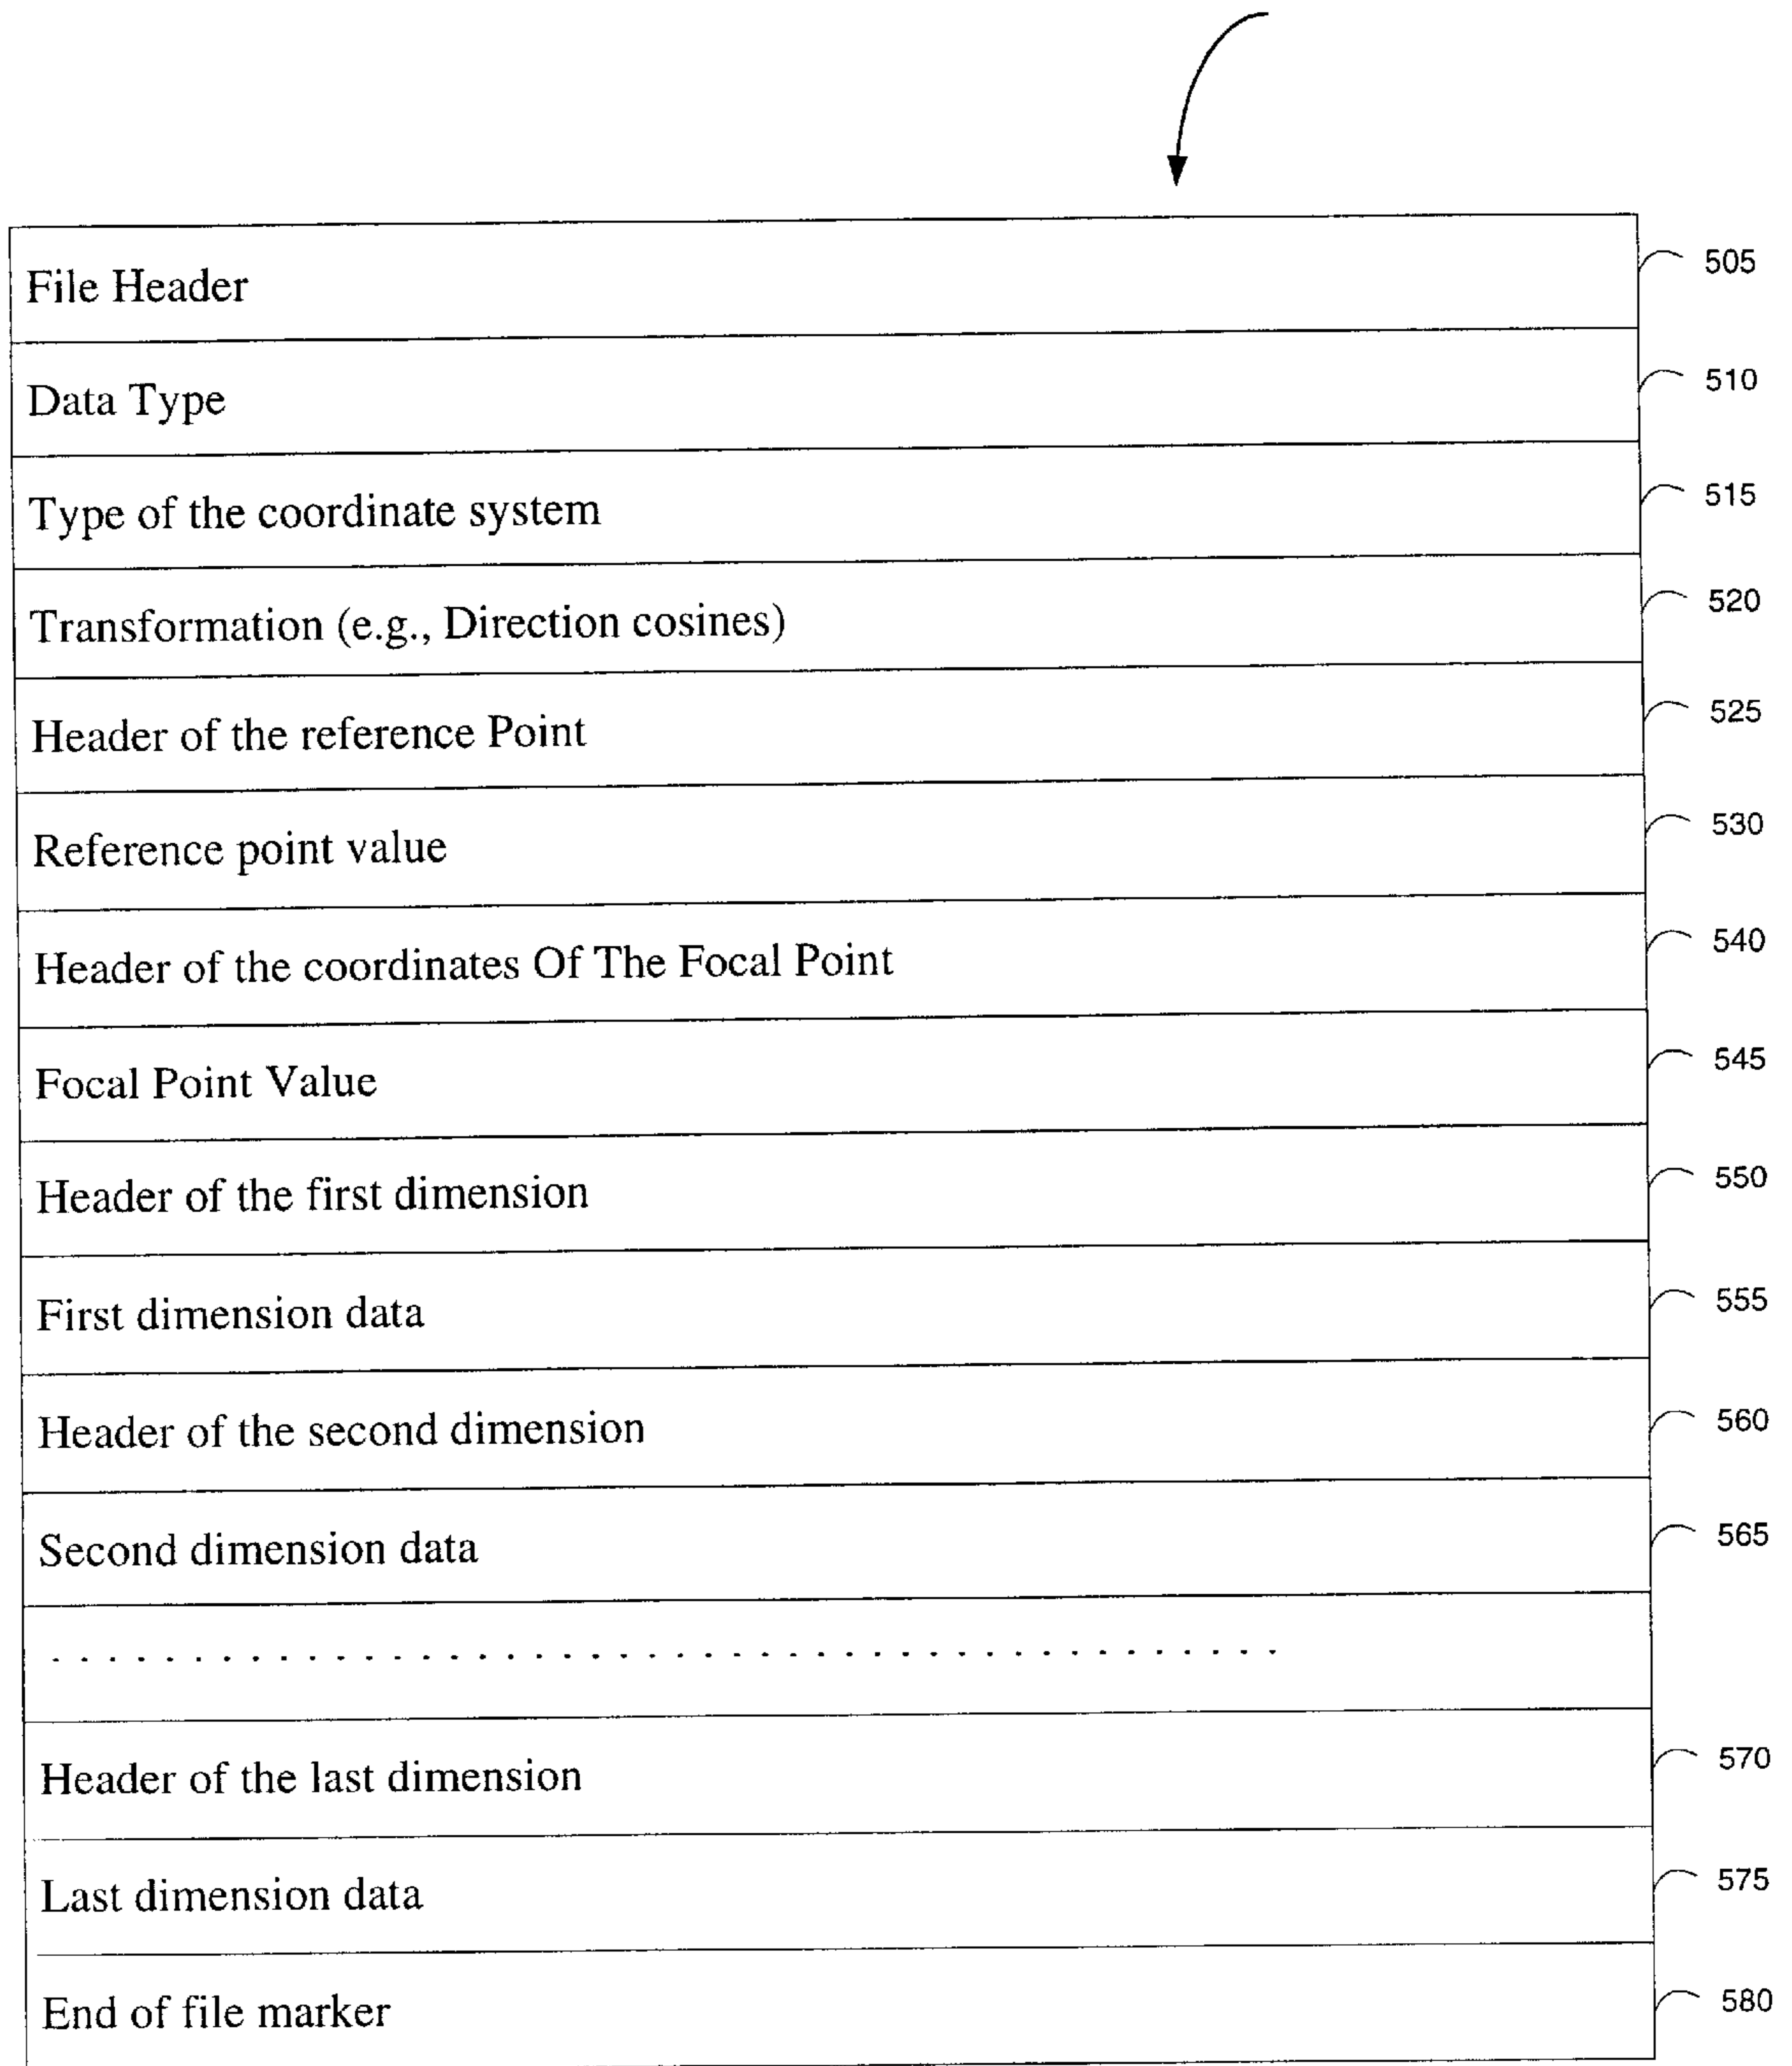 File Header 505
Data Type 510
Type of the coordinate system 515
Transformation (e.g., Direction cosines) 520
Header of the reference Point 525
Reference point value 530
Header of the coordinates Of The Focal Point 540
Focal Point Value 545
Header of the first dimension 550
First dimension data 555
Header of the second dimension 560
Second dimension data 565
. . . . . . . . . . . . . . . . . . . . . . . . . . . . . . . . . . . . . . . . . . . .
Header of the last dimension 570
Last dimension data 575
End of file marker 580